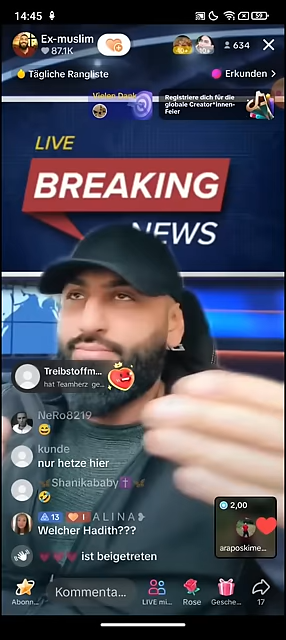 14:45
59
Ex-muslim
87.1K
634
Tägliche Rangliste
Erkunden >
Vielen Dank
Registriere dich für die
globale Creator*innen-
Feier
LIVE
BREAKING
NEWS
Treibstoffm...
hat Teamherz ge...
NeRo8219
😅
kunde
nur hetze hier
Shanikababy
🤣
13 I A L I N A
Welcher Hadith???
ist beigetreten
2,00
araposkime...
Abonn...
Kommenta...
LIVE mi...
Rose
Gesche...
17